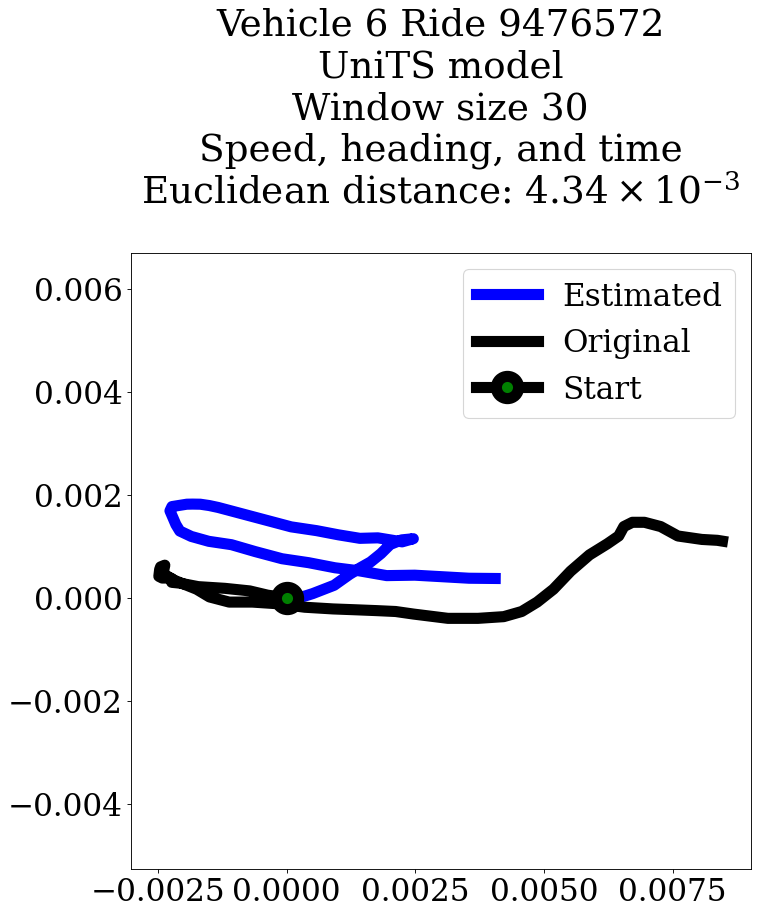 Vehicle 6 Ride 9476572
UniTS model
Window size 30
Speed, heading, and time
Euclidean distance: 4.34 × 10⁻³
Estimated
Original
Start
0.006
0.004
0.002
0.000
−0.002
−0.004
−0.0025 0.0000 0.0025 0.0050 0.0075